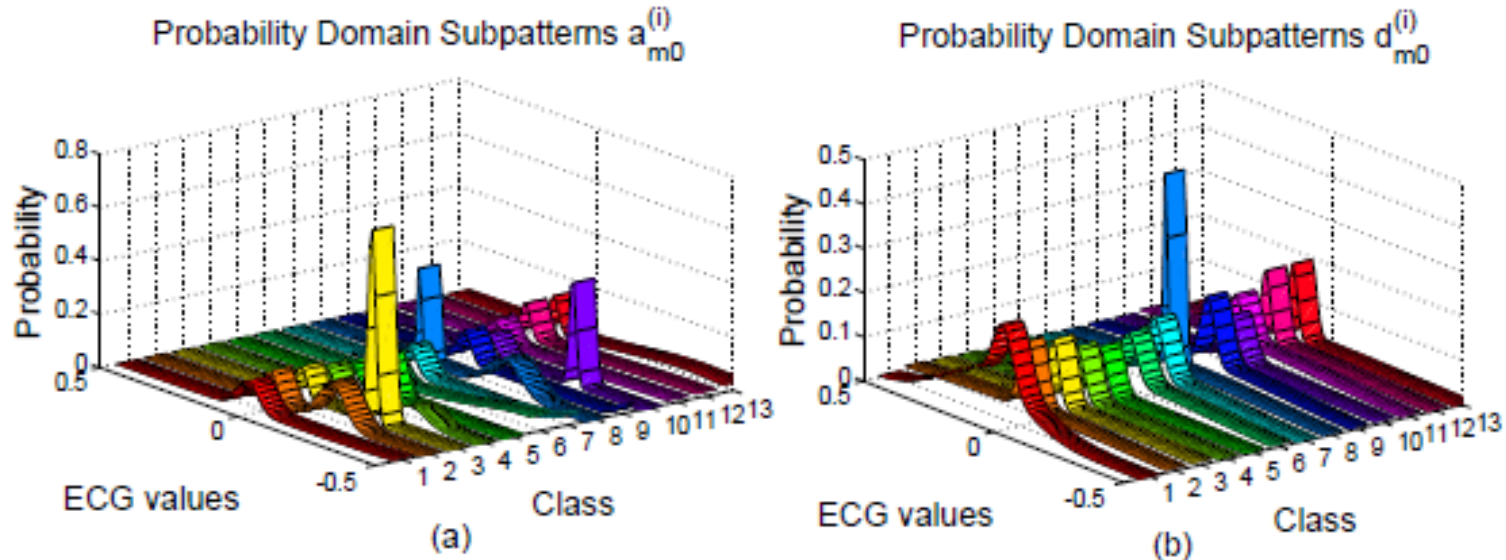 Probability Domain Subpatterns a_{m0}^{(i)}
0.8
0.6
0.4
0.2
0
Probability
0.5
0
-0.5
ECG values
1 2 3 4 5 6 7 8 9 10 11 12 13
Class
(a)
Probability Domain Subpatterns d_{m0}^{(i)}
0.5
0.4
0.3
0.2
0.1
0
Probability
0.5
0
-0.5
ECG values
1 2 3 4 5 6 7 8 9 10 11 12 13
Class
(b)